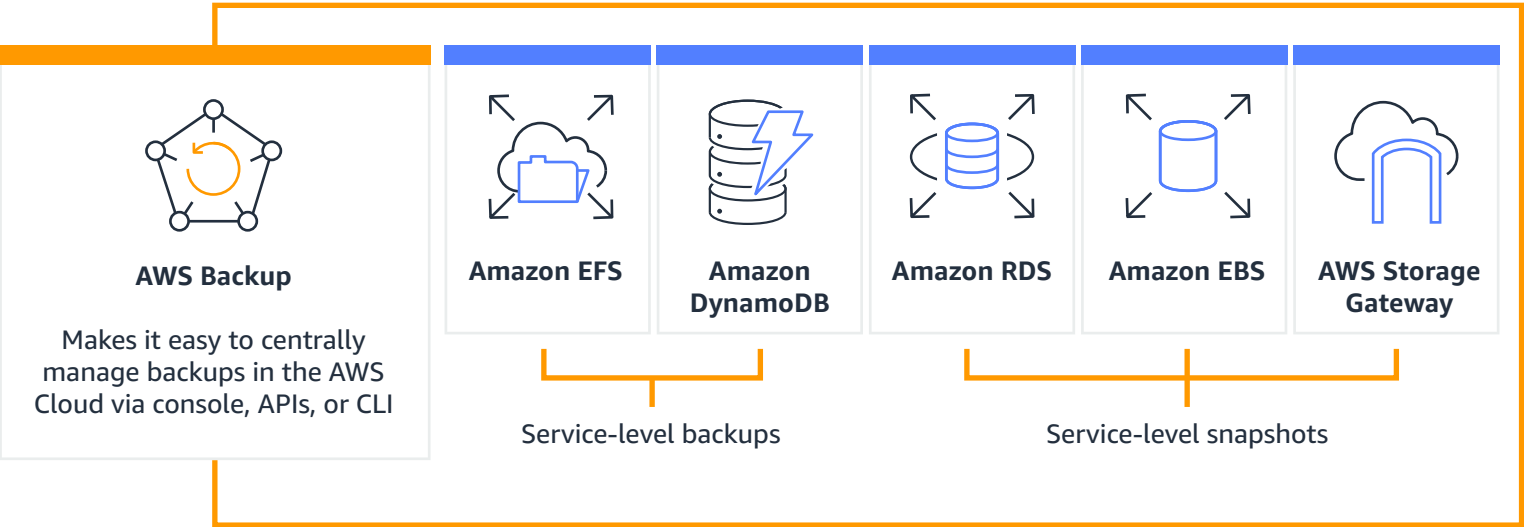 AWS Backup
Makes it easy to centrally
manage backups in the AWS
Cloud via console, APIs, or CLI
Amazon EFS
Amazon
DynamoDB
Amazon RDS
Amazon EBS
AWS Storage
Gateway
Service-level backups
Service-level snapshots